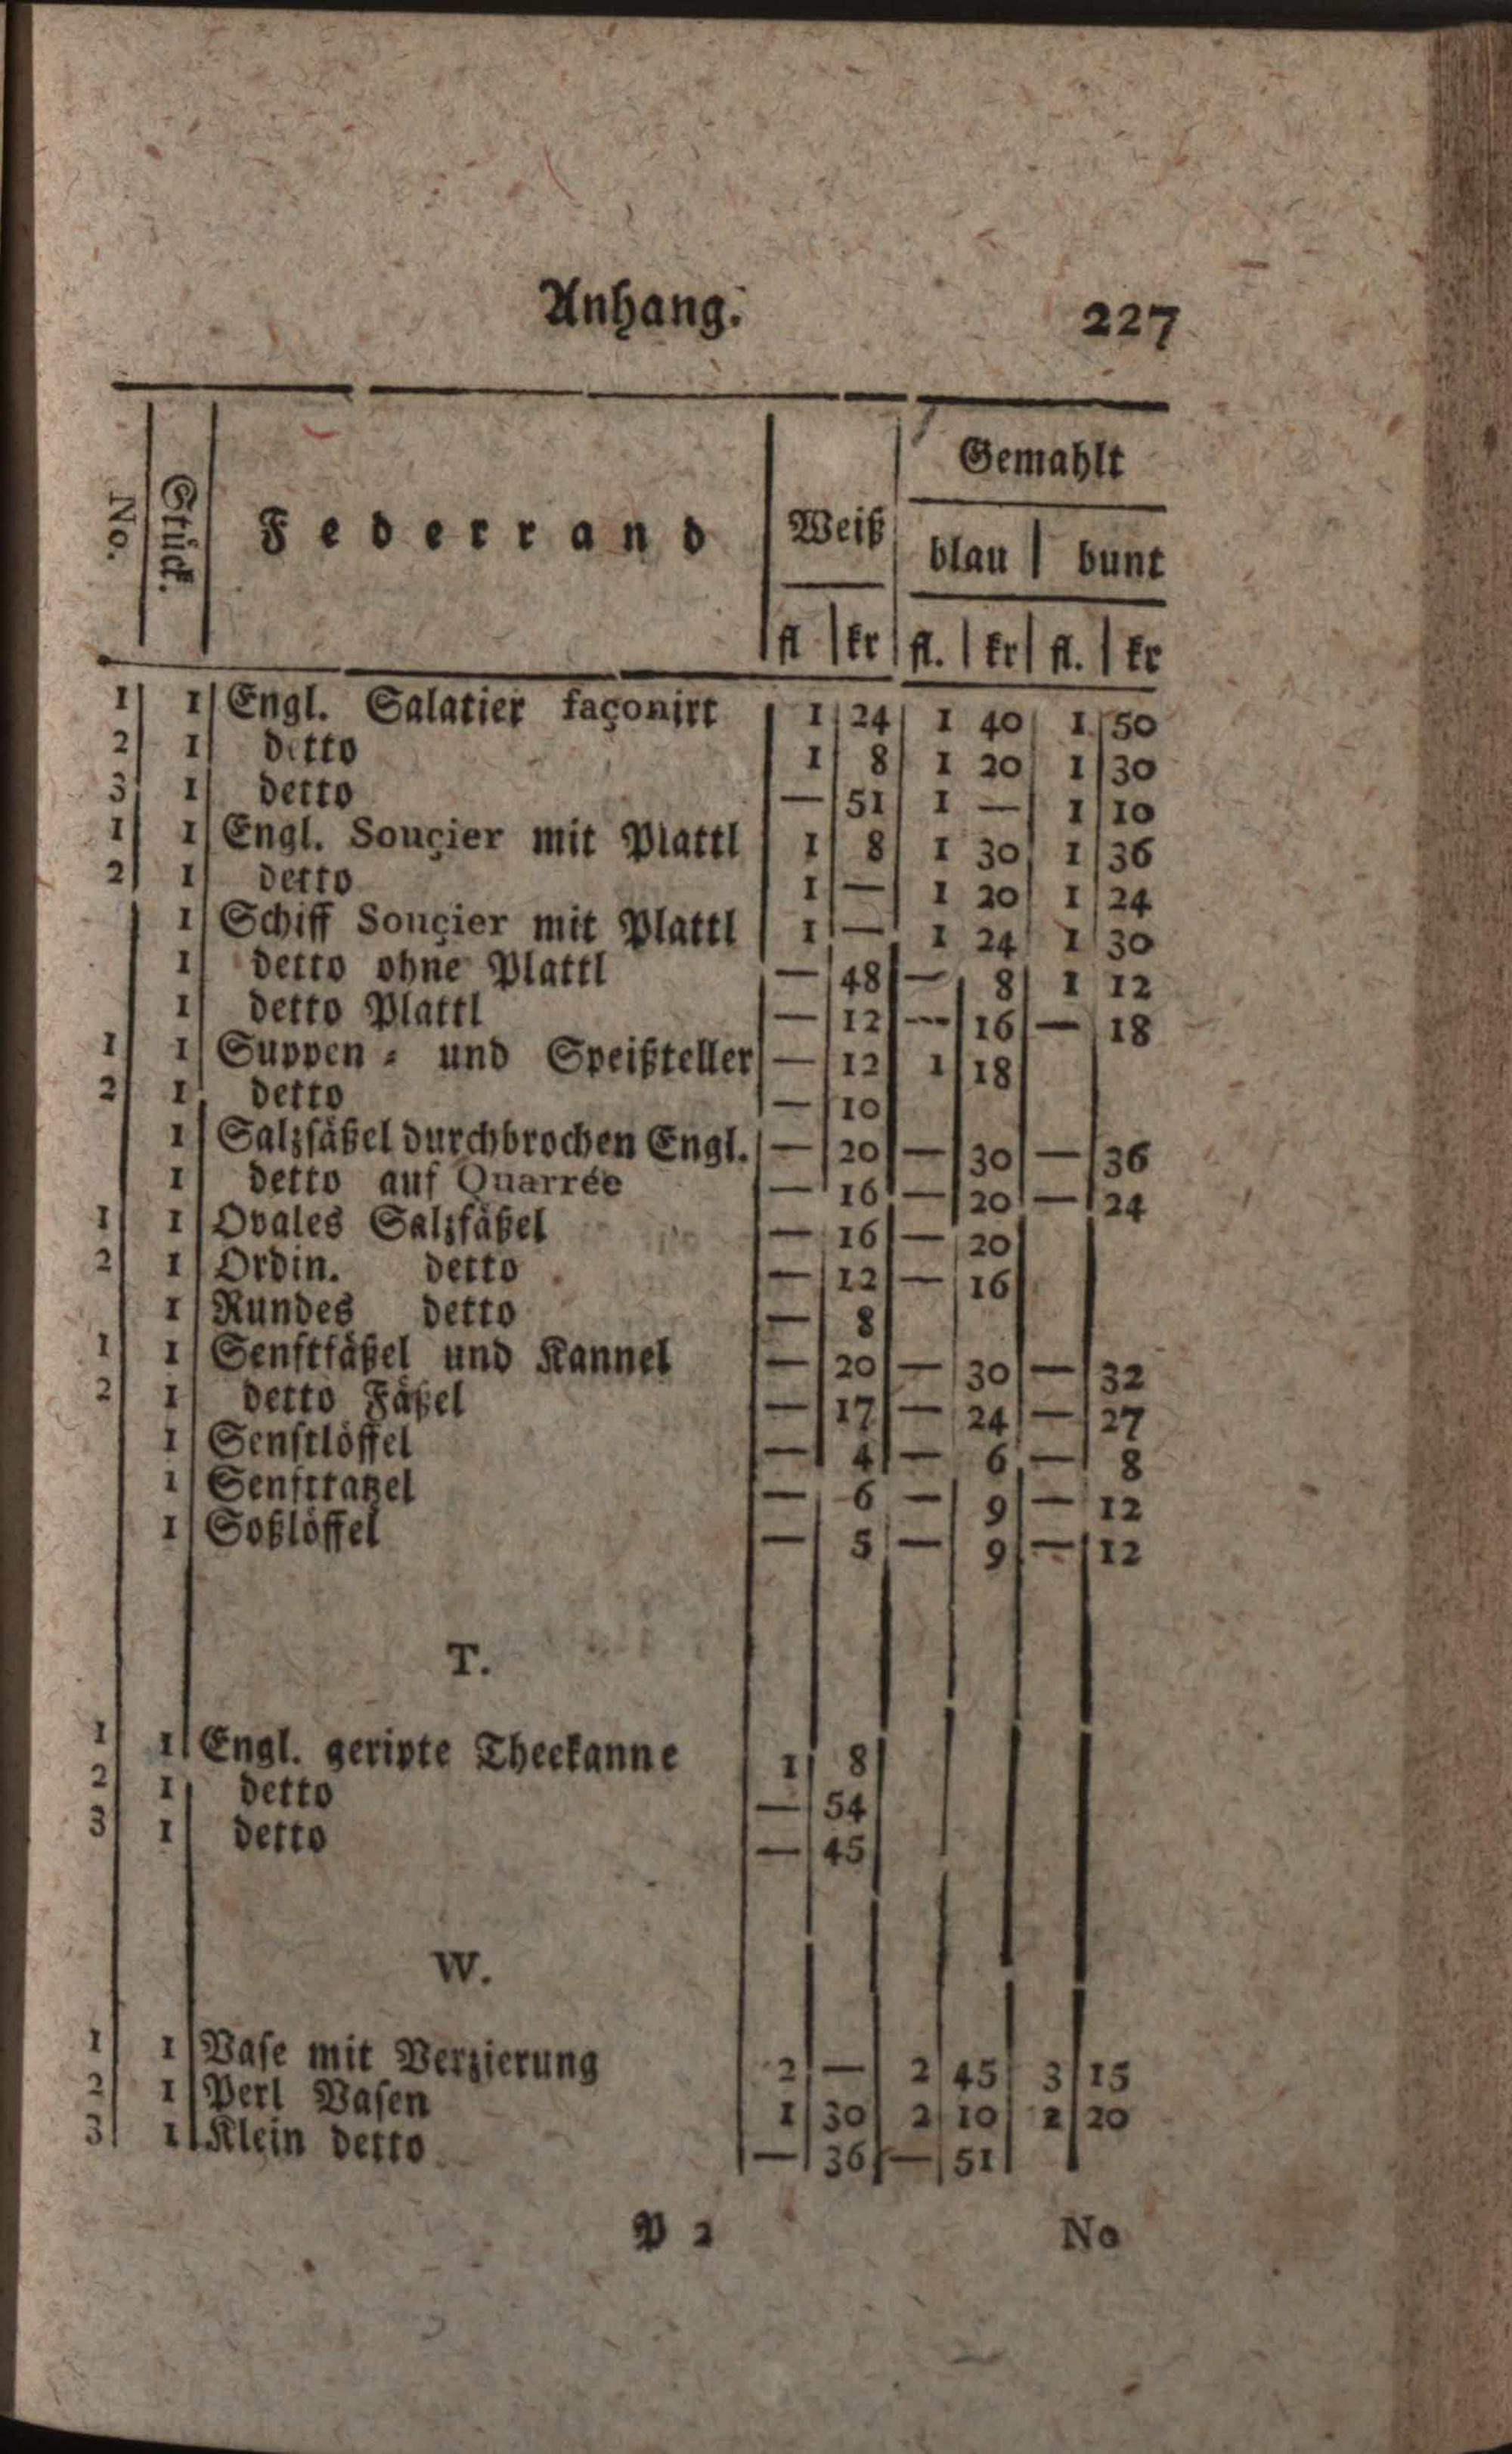 Anhang. 227
No. Stück. Federrand Weiß Gemahlt
blau bunt
fl kr fl. kr fl. kr
1 1 Engl. Salatier façonirt 1 24 1 40 1 50
2 1 ditto 1 8 1 20 1 30
3 1 detto — 51 1 — 1 10
1 1 Engl. Souçier mit Plattl 1 8 1 30 1 36
2 1 detto 1 — 1 20 1 24
1 Schiff Souçier mit Plattl 1 — 1 24 1 30
1 detto ohne Plattl — 48 — 8 1 12
1 detto Plattl — 12 — 16 — 18
1 1 Suppen - und Speißteller — 12 1 18
2 1 detto — 10
1 Salzfäßel durchbrochen Engl. — 20 — 30 — 36
1 detto auf Quarrée — 16 — 20 — 24
1 1 Ovales Salzfäßel — 16 — 20
2 1 Ordin. detto — 12 — 16
1 Rundes detto — 8
1 1 Senftfäßel und Kannel — 20 — 30 — 32
2 1 detto Fäßel — 17 — 24 — 27
1 Senftlöffel — 4 — 6 — 8
1 Senfttatzel — 6 — 9 — 12
1 Soßlöffel — 5 — 9 — 12
T.
1 1 Engl. geripte Theekanne 1 8
2 1 detto — 54
3 1 detto — 45
W.
1 1 Vase mit Verzierung 2 — 2 45 3 15
2 1 Perl Vasen 1 30 2 10 2 20
3 1 Klein detto — 36 — 51
P 2 No